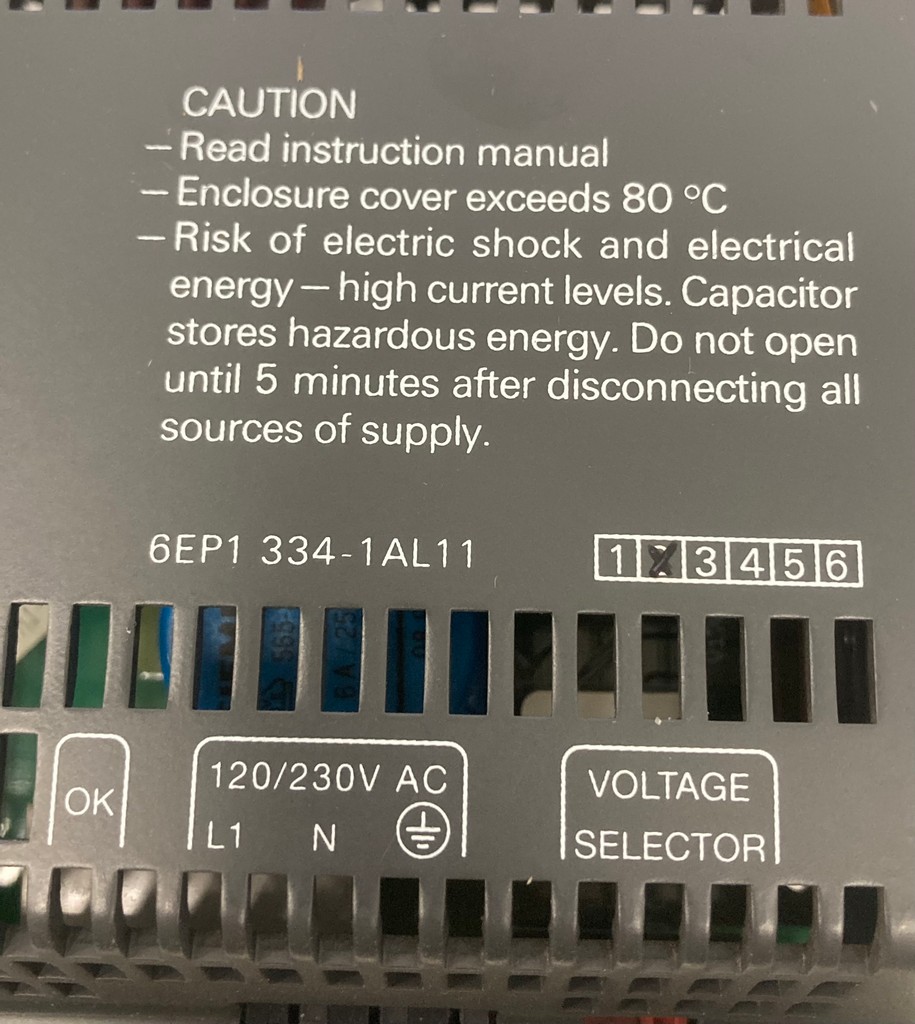 CAUTION
– Read instruction manual
– Enclosure cover exceeds 80 °C
– Risk of electric shock and electrical
energy – high current levels. Capacitor
stores hazardous energy. Do not open
until 5 minutes after disconnecting all
sources of supply.
6EP1 334-1AL11
1 2 3 4 5 6
OK
120/230V AC
L1 N
VOLTAGE
SELECTOR